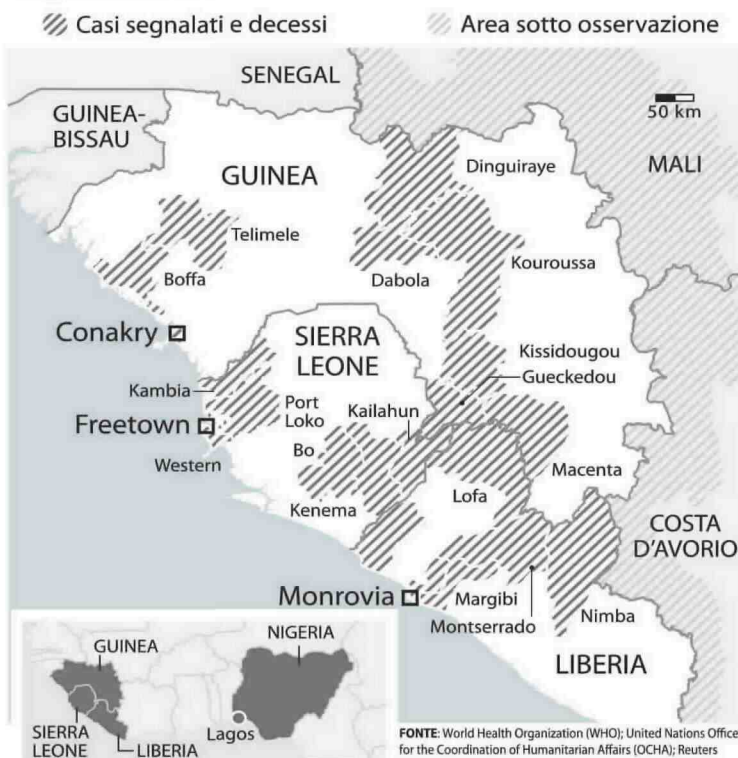 Casi segnalati e decessi
Area sotto osservazione
SENEGAL
GUINEA-
BISSAU
50 km
MALI
GUINEA
Dinguiraye
Telimele
Boffa
Dabola
Kouroussa
Conakry
SIERRA
LEONE
Kissidougou
Gueckedou
Kambia
Port
Loko
Kailahun
Freetown
Bo
Western
Macenta
Kenema
Lofa
COSTA
D'AVORIO
Monrovia
Margibi
Montserrado
Nimba
LIBERIA
GUINEA
NIGERIA
SIERRA
LEONE
LIBERIA
Lagos
FONTE: World Health Organization (WHO); United Nations Office
for the Coordination of Humanitarian Affairs (OCHA); Reuters